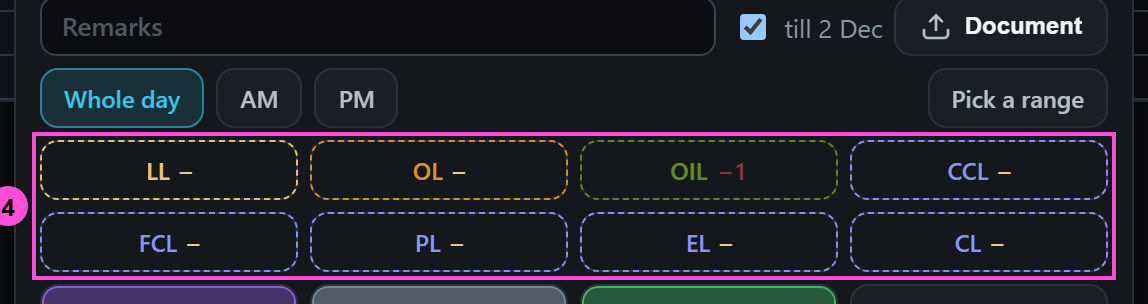 Remarks till 2 Dec Document
Whole day AM PM Pick a range
LL – OL – OIL –1 CCL –
4
FCL – PL – EL – CL –